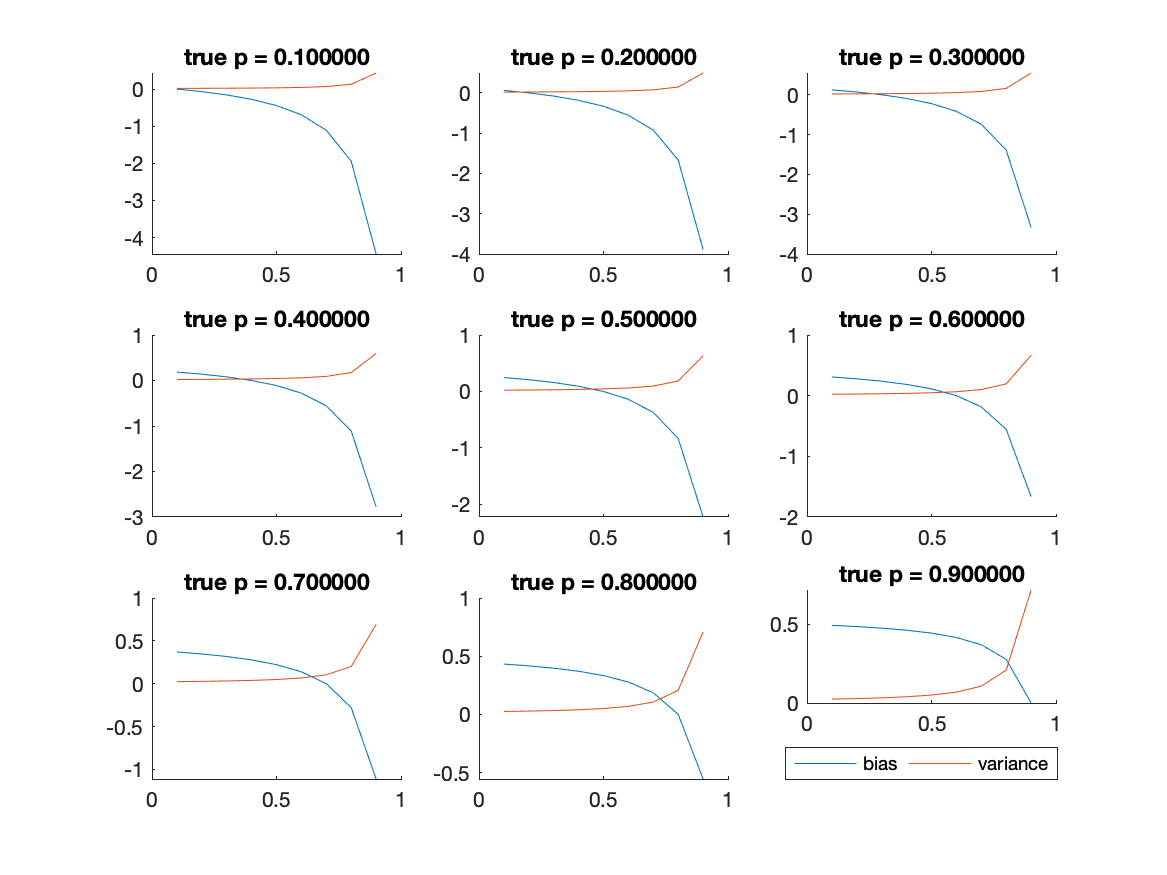 true p = 0.100000
0
-1
-2
-3
-4
0 0.5 1
true p = 0.200000
0
-1
-2
-3
-4
0 0.5 1
true p = 0.300000
0
-1
-2
-3
-4
0 0.5 1
true p = 0.400000
1
0
-1
-2
-3
0 0.5 1
true p = 0.500000
1
0
-1
-2
0 0.5 1
true p = 0.600000
1
0
-1
-2
0 0.5 1
true p = 0.700000
1
0.5
0
-0.5
-1
0 0.5 1
true p = 0.800000
1
0.5
0
-0.5
0 0.5 1
true p = 0.900000
0.5
0
0 0.5 1
bias variance